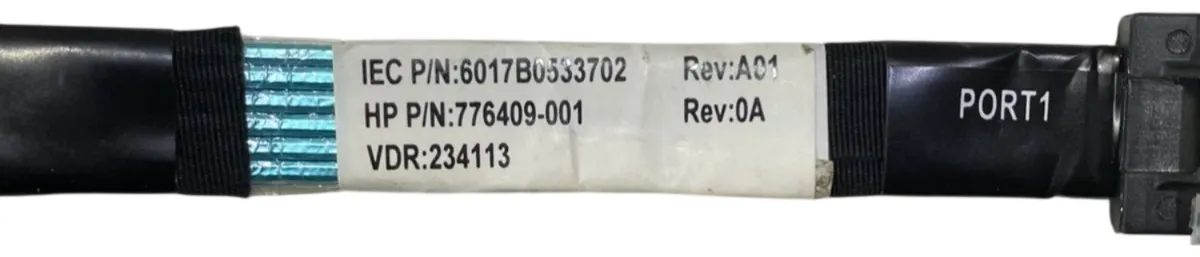 IEC P/N:6017B0533702 Rev:A01
HP P/N:776409-001 Rev:0A
VDR:234113
PORT1